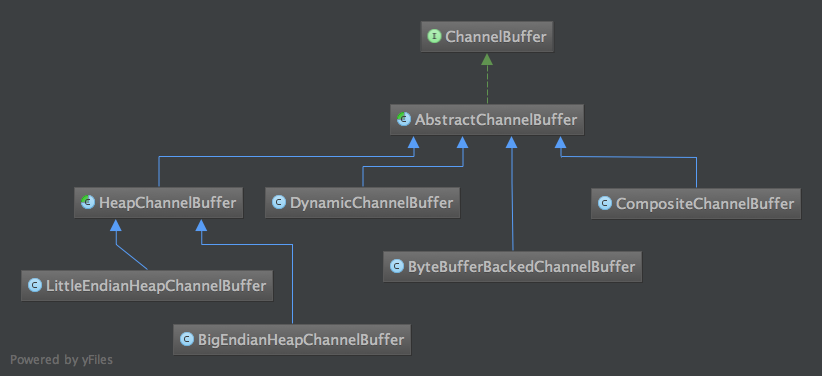 I ChannelBuffer
C AbstractChannelBuffer
C HeapChannelBuffer
C DynamicChannelBuffer
C CompositeChannelBuffer
C ByteBufferBackedChannelBuffer
C LittleEndianHeapChannelBuffer
C BigEndianHeapChannelBuffer
Powered by yFiles